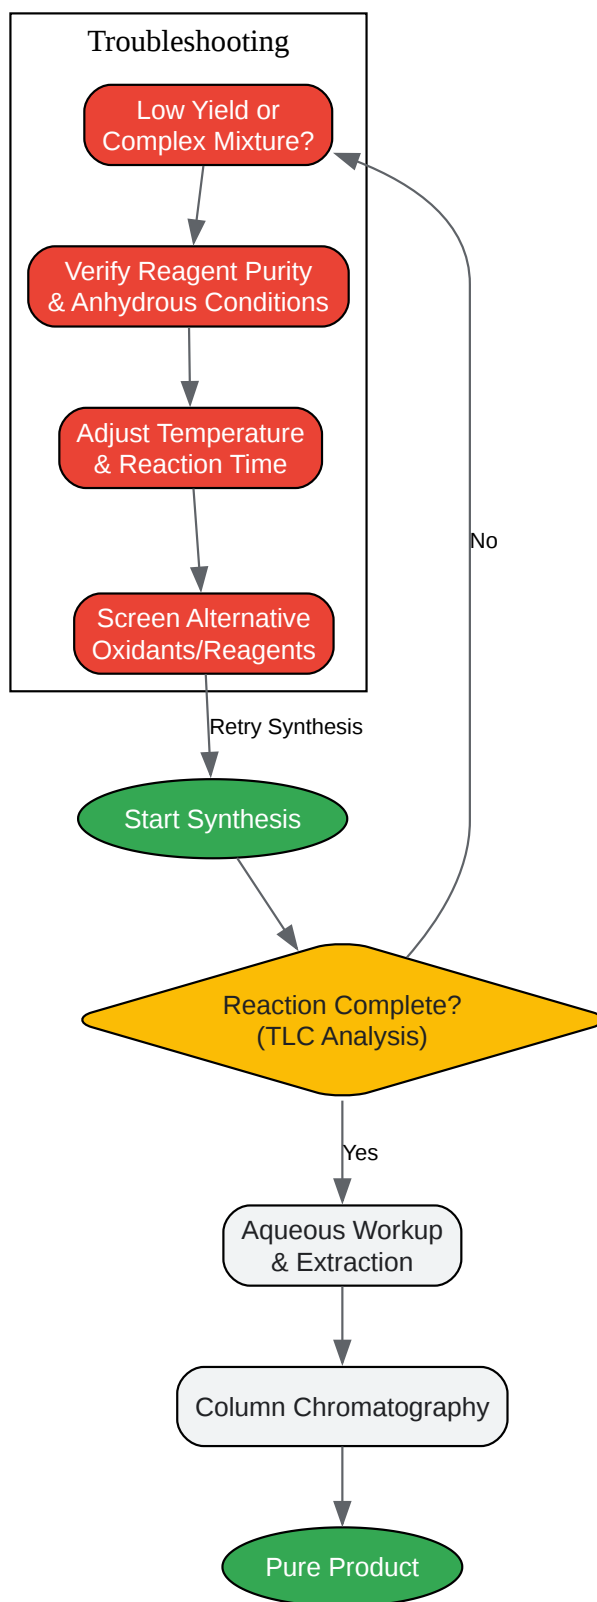 Troubleshooting
Low Yield or
Complex Mixture?
Verify Reagent Purity
& Anhydrous Conditions
Adjust Temperature
& Reaction Time
No
Screen Alternative
Oxidants/Reagents
Retry Synthesis
Start Synthesis
Reaction Complete?
(TLC Analysis)
Yes
Aqueous Workup
& Extraction
Column Chromatography
Pure Product